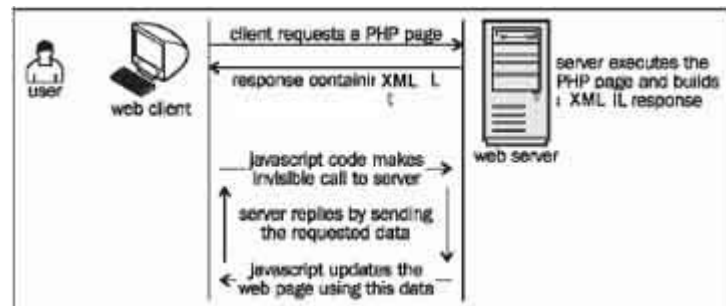 client requests a PHP page
user
web client
response containir XML L
t
server executes the
PHP page and builds
: XML IL response
web server
javascript code makes
invisible call to server
server replies by sending
the requested data
javascript updates the
web page using this data